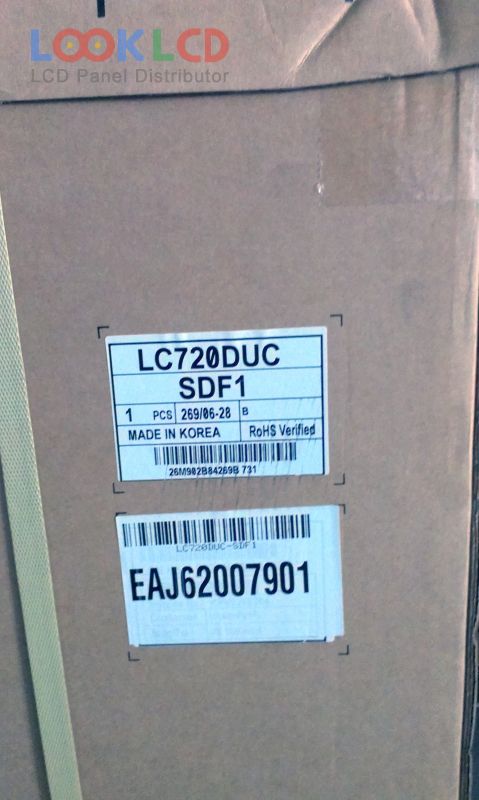 LOOKLCD
LCD Panel Distributor
LC720DUC
SDF1
1 PCS 269/06-28 B
MADE IN KOREA RoHS Verified
26M902B84269B 731
LC720DUC-SDF1
EAJ62007901